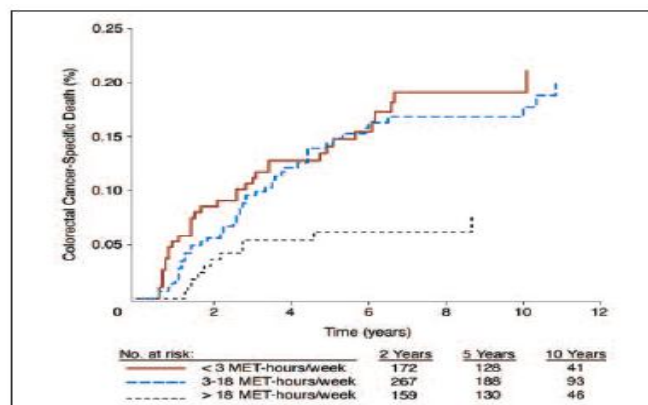 0.25
0.20
0.15
0.10
0.05
Colorectal Cancer-Specific Death (%)
0
2
4
6
8
10
12
Time (years)
No. at risk: 2 Years 5 Years 10 Years
< 3 MET-hours/week 172 128 41
3-18 MET-hours/week 267 188 93
> 18 MET-hours/week 159 130 46